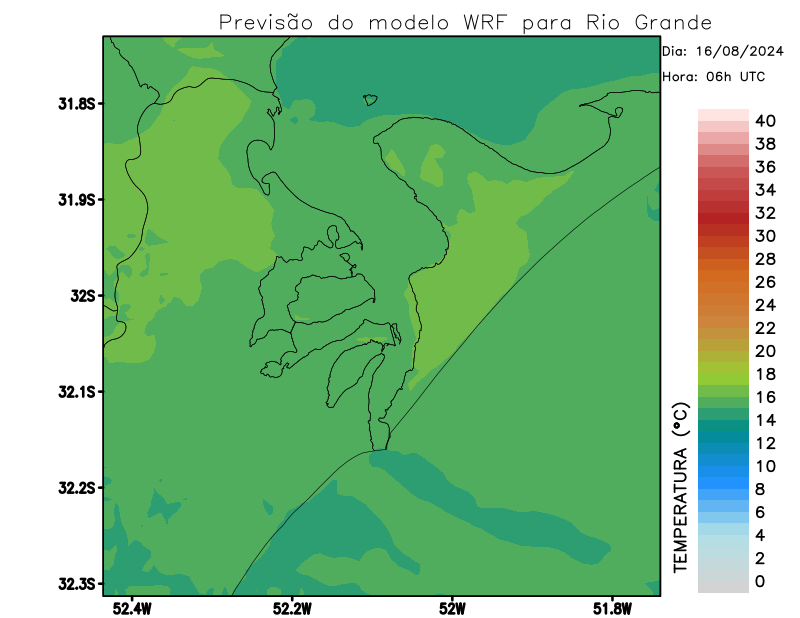 Previsão do modelo WRF para Rio Grande
Dia: 16/08/2024
Hora: 06h UTC
31.8S
31.9S
32S
32.1S
32.2S
32.3S
52.4W
52.2W
52W
51.8W
TEMPERATURA (°C)
40
38
36
34
32
30
28
26
24
22
20
18
16
14
12
10
8
6
4
2
0